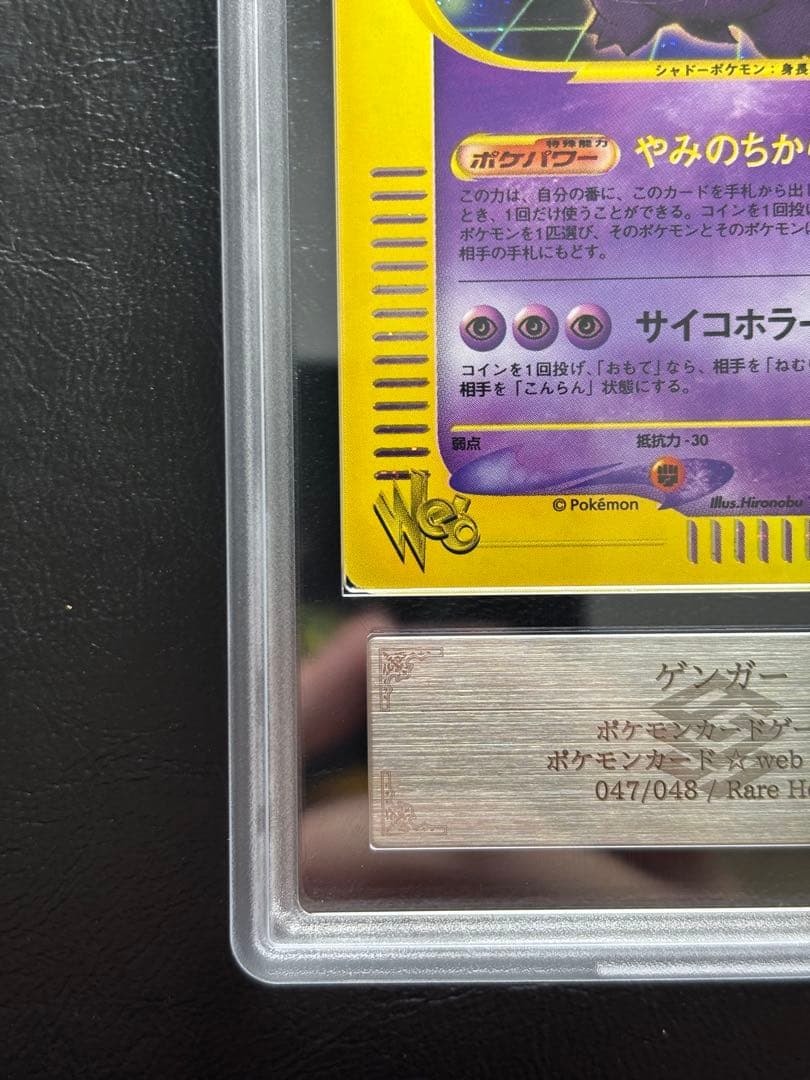 シャドーポケモン：身長
特殊能力
ポケパワー
やみのちから
この力は、自分の番に、このカードを手札から出し
とき、1回だけ使うことができる。コインを1回投げ
ポケモンを1匹選び、そのポケモンとそのポケモンに
相手の手札にもどす。
サイコホラー
コインを1回投げ、「おもて」なら、相手を「ねむり
相手を「こんらん」状態にする。
弱点
抵抗力 -30
© Pokémon
Illus.Hironobu
Web
ゲンガー
ポケモンカードゲー
ポケモンカード ☆ web
047/048 / Rare Ho